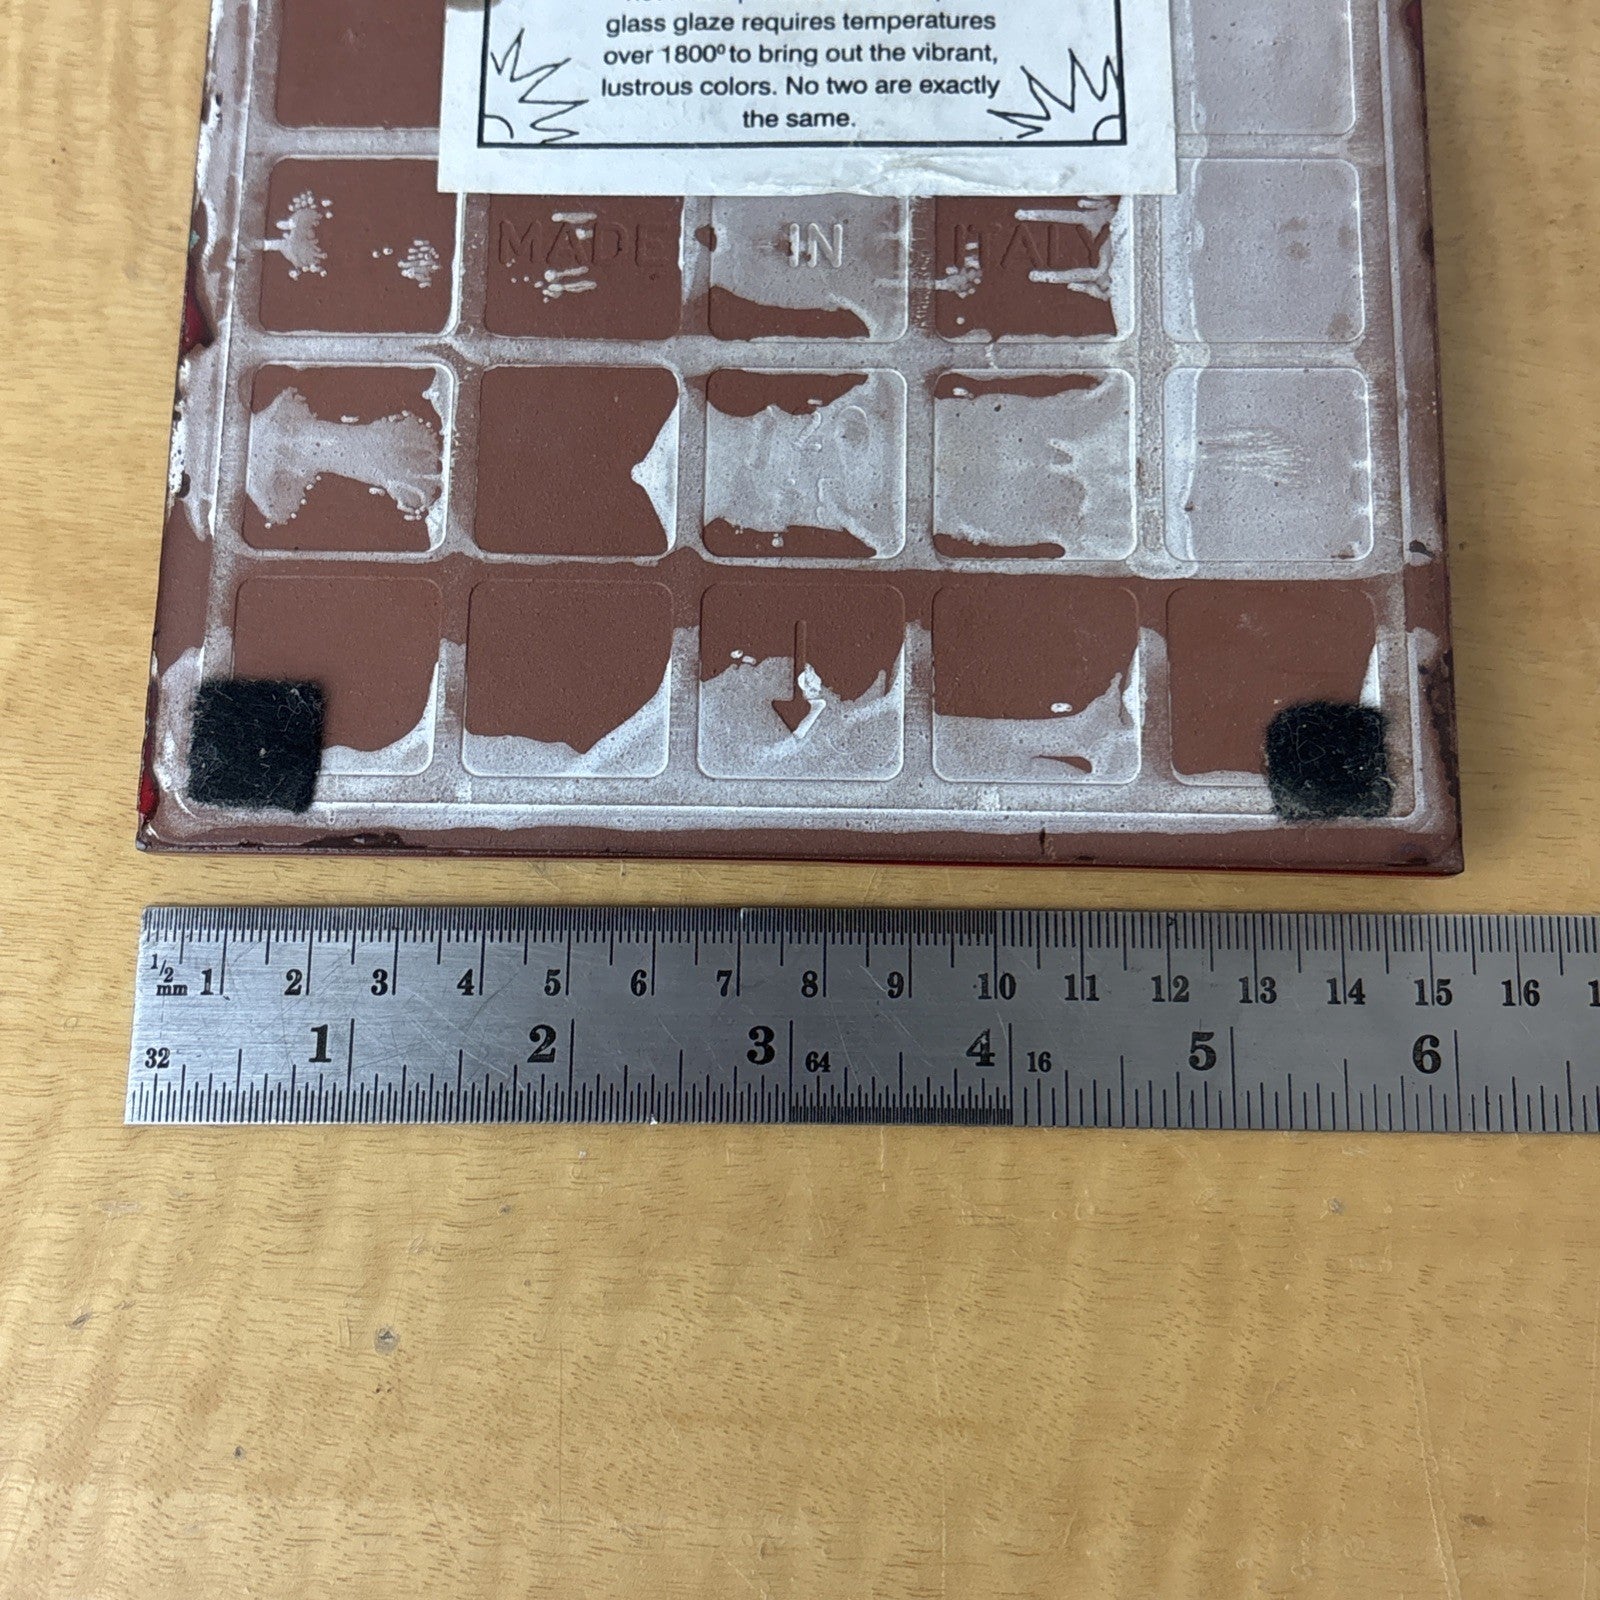 glass glaze requires temperatures
over 1800º to bring out the vibrant,
lustrous colors. No two are exactly
the same.
MADE IN ITALY
1/2 mm 1 2 3 4 5 6 7 8 9 10 11 12 13 14 15 16
32 1 2 3 64 4 16 5 6